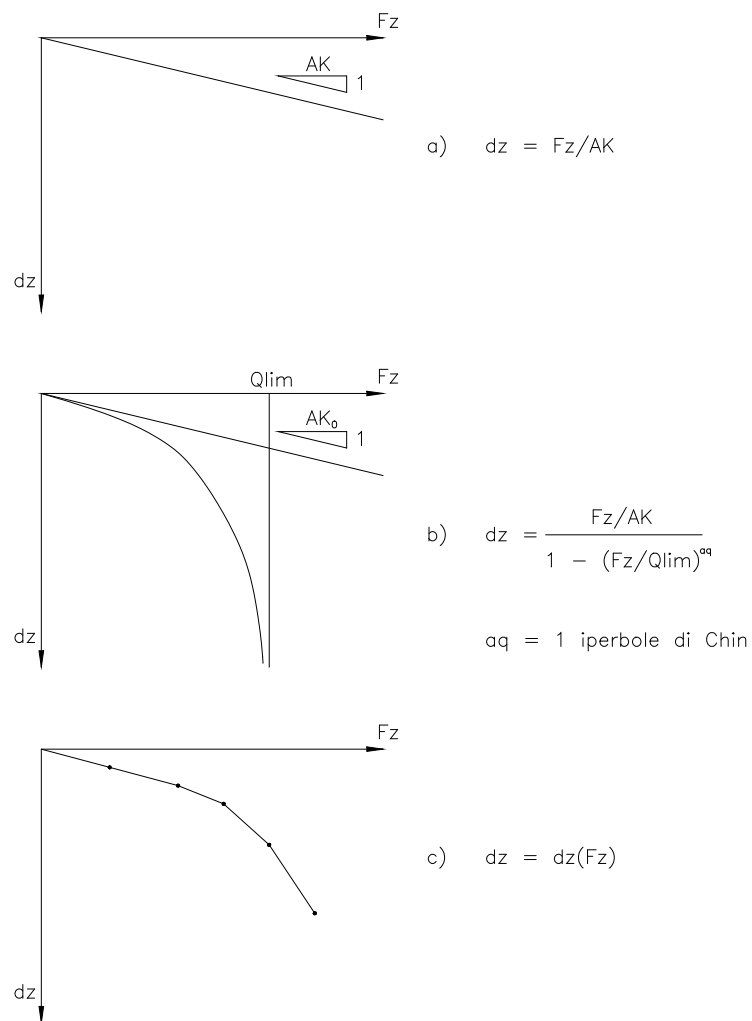 Fz
AK
1
a) dz = Fz/AK
dz
Qlim Fz
AK₀
1
b) dz = Fz/AK
1 - (Fz/Qlim)^aq
dz
aq = 1 iperbole di Chin
Fz
c) dz = dz(Fz)
dz